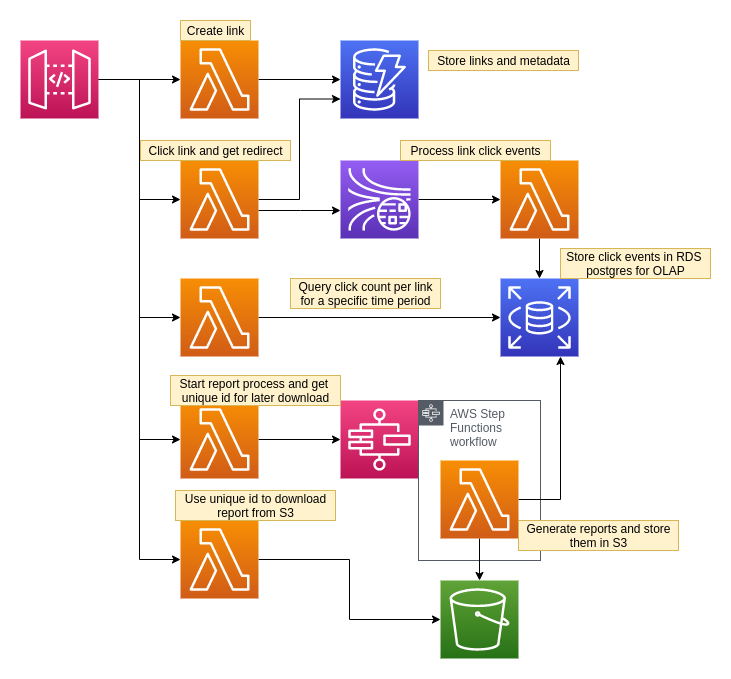 Create link
Store links and metadata
Click link and get redirect
Process link click events
Store click events in RDS
postgres for OLAP
Query click count per link
for a specific time period
Start report process and get
unique id for later download
AWS Step
Functions
workflow
Use unique id to download
report from S3
Generate reports and store
them in S3